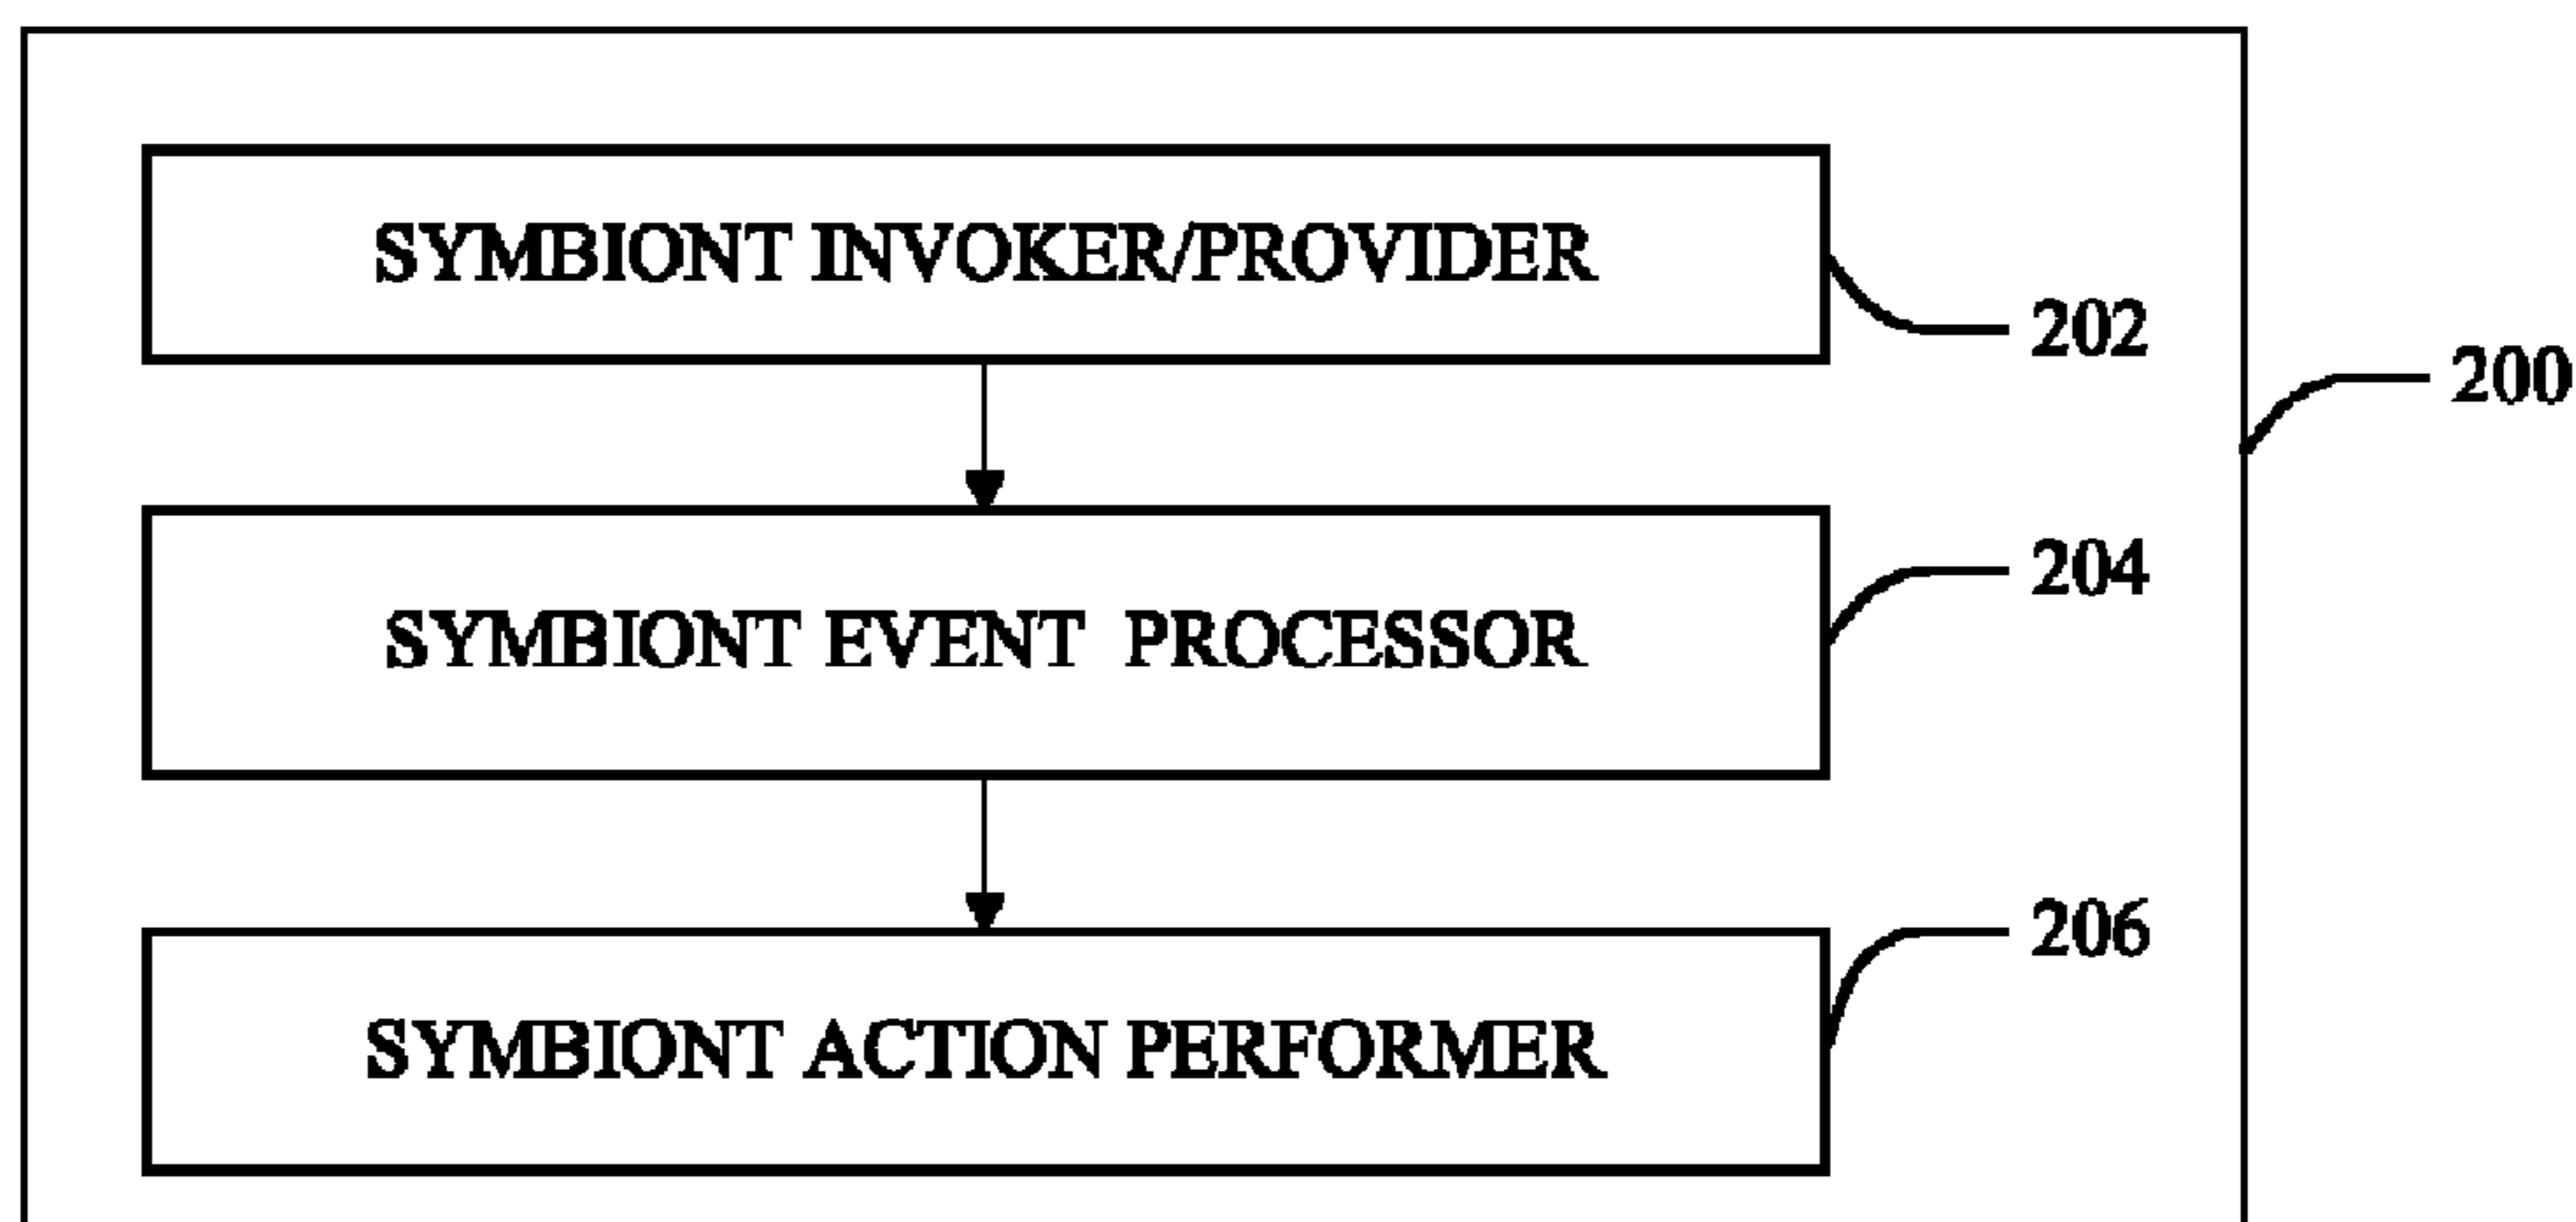 SYMBIONT INVOKER/PROVIDER
202
200
SYMBIONT EVENT PROCESSOR
204
SYMBIONT ACTION PERFORMER
206